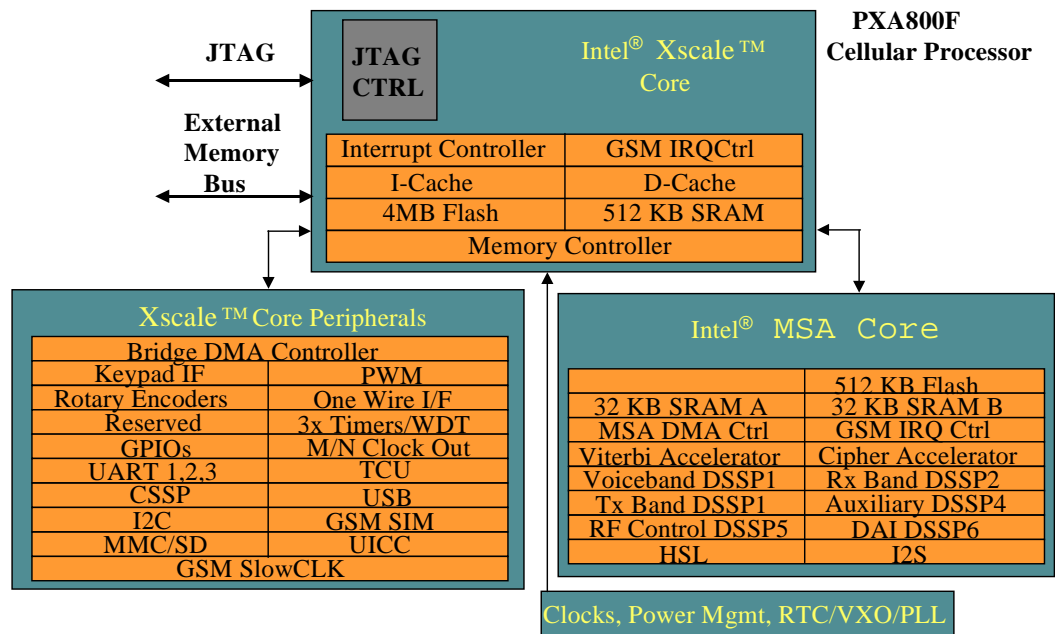 PXA800F
Cellular Processor
JTAG
External
Memory
Bus
JTAG
CTRL
Intel® Xscale™
Core
Interrupt Controller GSM IRQCtrl
I-Cache D-Cache
4MB Flash 512 KB SRAM
Memory Controller
Xscale™ Core Peripherals
Bridge DMA Controller
Keypad IF PWM
Rotary Encoders One Wire I/F
Reserved 3x Timers/WDT
GPIOs M/N Clock Out
UART 1,2,3 TCU
CSSP USB
I2C GSM SIM
MMC/SD UICC
GSM SlowCLK
Intel® MSA Core
512 KB Flash
32 KB SRAM A 32 KB SRAM B
MSA DMA Ctrl GSM IRQ Ctrl
Viterbi Accelerator Cipher Accelerator
Voiceband DSSP1 Rx Band DSSP2
Tx Band DSSP1 Auxiliary DSSP4
RF Control DSSP5 DAI DSSP6
HSL I2S
Clocks, Power Mgmt, RTC/VXO/PLL